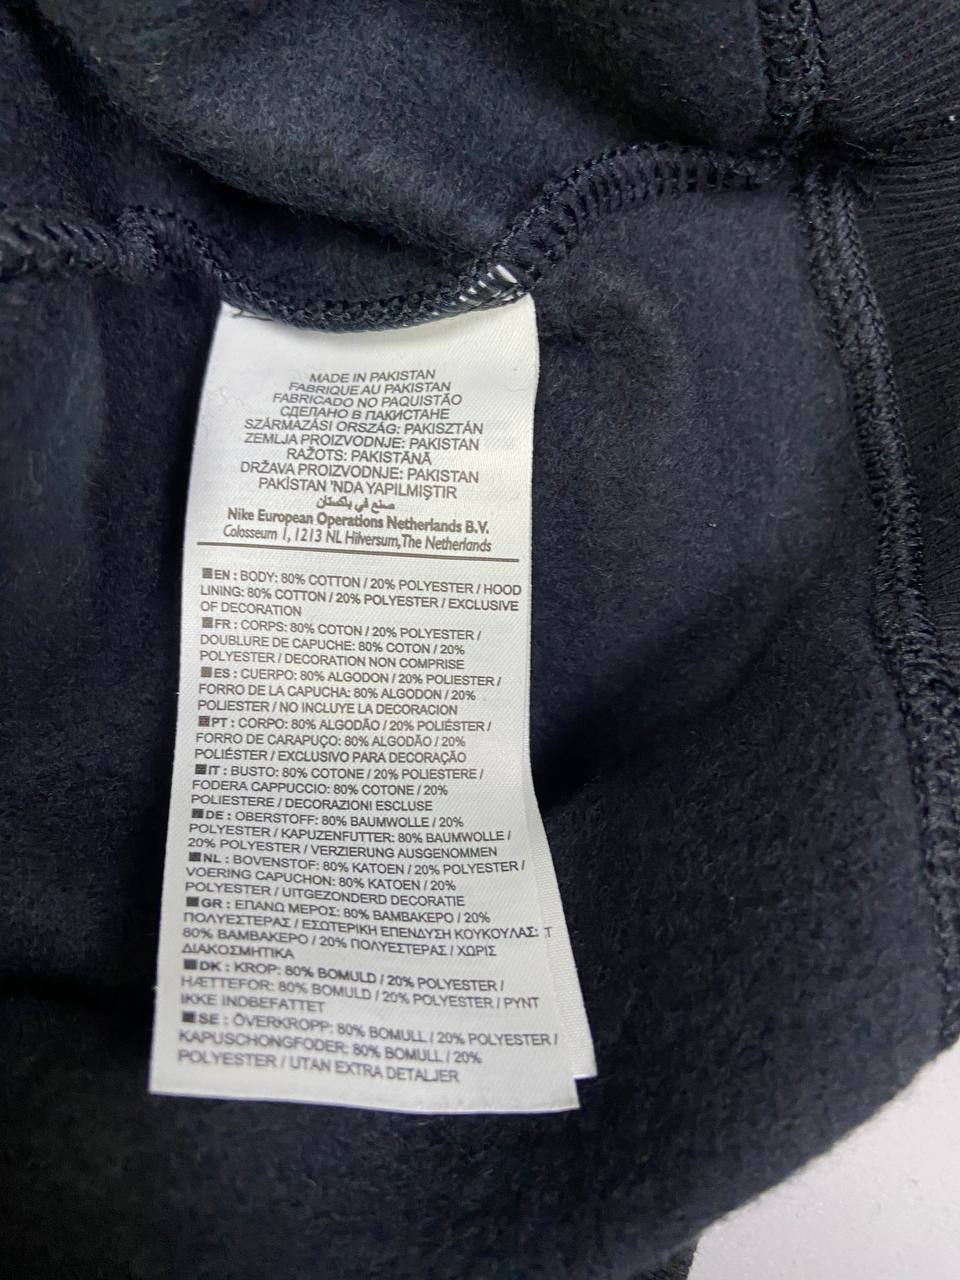 MADE IN PAKISTAN
FABRIQUE AU PAKISTAN
FABRICADO NO PAQUISTÃO
СДЕЛАНО В ПАКИСТАНЕ
SZÁRMAZÁSI ORSZÁG: PAKISZTÁN
ZEMLJA PROIZVODNJE: PAKISTAN
RAŽOTS: PAKISTĀNĀ
DRŽAVA PROIZVODNJE: PAKISTAN
PAKİSTAN 'NDA YAPILMIŞTIR
صنع في باكستان
Nike European Operations Netherlands B.V.
Colosseum 1, 1213 NL Hilversum, The Netherlands
EN : BODY: 80% COTTON / 20% POLYESTER / HOOD
LINING: 80% COTTON / 20% POLYESTER / EXCLUSIVE
OF DECORATION
FR : CORPS: 80% COTON / 20% POLYESTER /
DOUBLURE DE CAPUCHE: 80% COTON / 20%
POLYESTER / DECORATION NON COMPRISE
ES : CUERPO: 80% ALGODON / 20% POLIESTER /
FORRO DE LA CAPUCHA: 80% ALGODON / 20%
POLIESTER / NO INCLUYE LA DECORACION
PT : CORPO: 80% ALGODÃO / 20% POLIÉSTER /
FORRO DE CARAPUÇO: 80% ALGODÃO / 20%
POLIÉSTER / EXCLUSIVO PARA DECORAÇÃO
IT : BUSTO: 80% COTONE / 20% POLIESTERE /
FODERA CAPPUCCIO: 80% COTONE / 20%
POLIESTERE / DECORAZIONI ESCLUSE
DE : OBERSTOFF: 80% BAUMWOLLE / 20%
POLYESTER / KAPUZENFUTTER: 80% BAUMWOLLE /
20% POLYESTER / VERZIERUNG AUSGENOMMEN
NL : BOVENSTOF: 80% KATOEN / 20% POLYESTER /
VOERING CAPUCHON: 80% KATOEN / 20%
POLYESTER / UITGEZONDERD DECORATIE
GR : ΕΠΑΝΩ ΜΕΡΟΣ: 80% ΒΑΜΒΑΚΕΡΟ / 20%
ΠΟΛΥΕΣΤΕΡΑΣ / ΕΣΩΤΕΡΙΚΗ ΕΠΕΝΔΥΣΗ ΚΟΥΚΟΥΛΑΣ: T
80% ΒΑΜΒΑΚΕΡΟ / 20% ΠΟΛΥΕΣΤΕΡΑΣ / ΧΩΡΙΣ
ΔΙΑΚΟΣΜΗΤΙΚΑ
DK : KROP: 80% BOMULD / 20% POLYESTER /
HÆTTEFOR: 80% BOMULD / 20% POLYESTER / PYNT
IKKE INDBEFATTET
SE : ÖVERKROPP: 80% BOMULL / 20% POLYESTER /
KAPUSCHONGFODER: 80% BOMULL / 20%
POLYESTER / UTAN EXTRA DETALJER